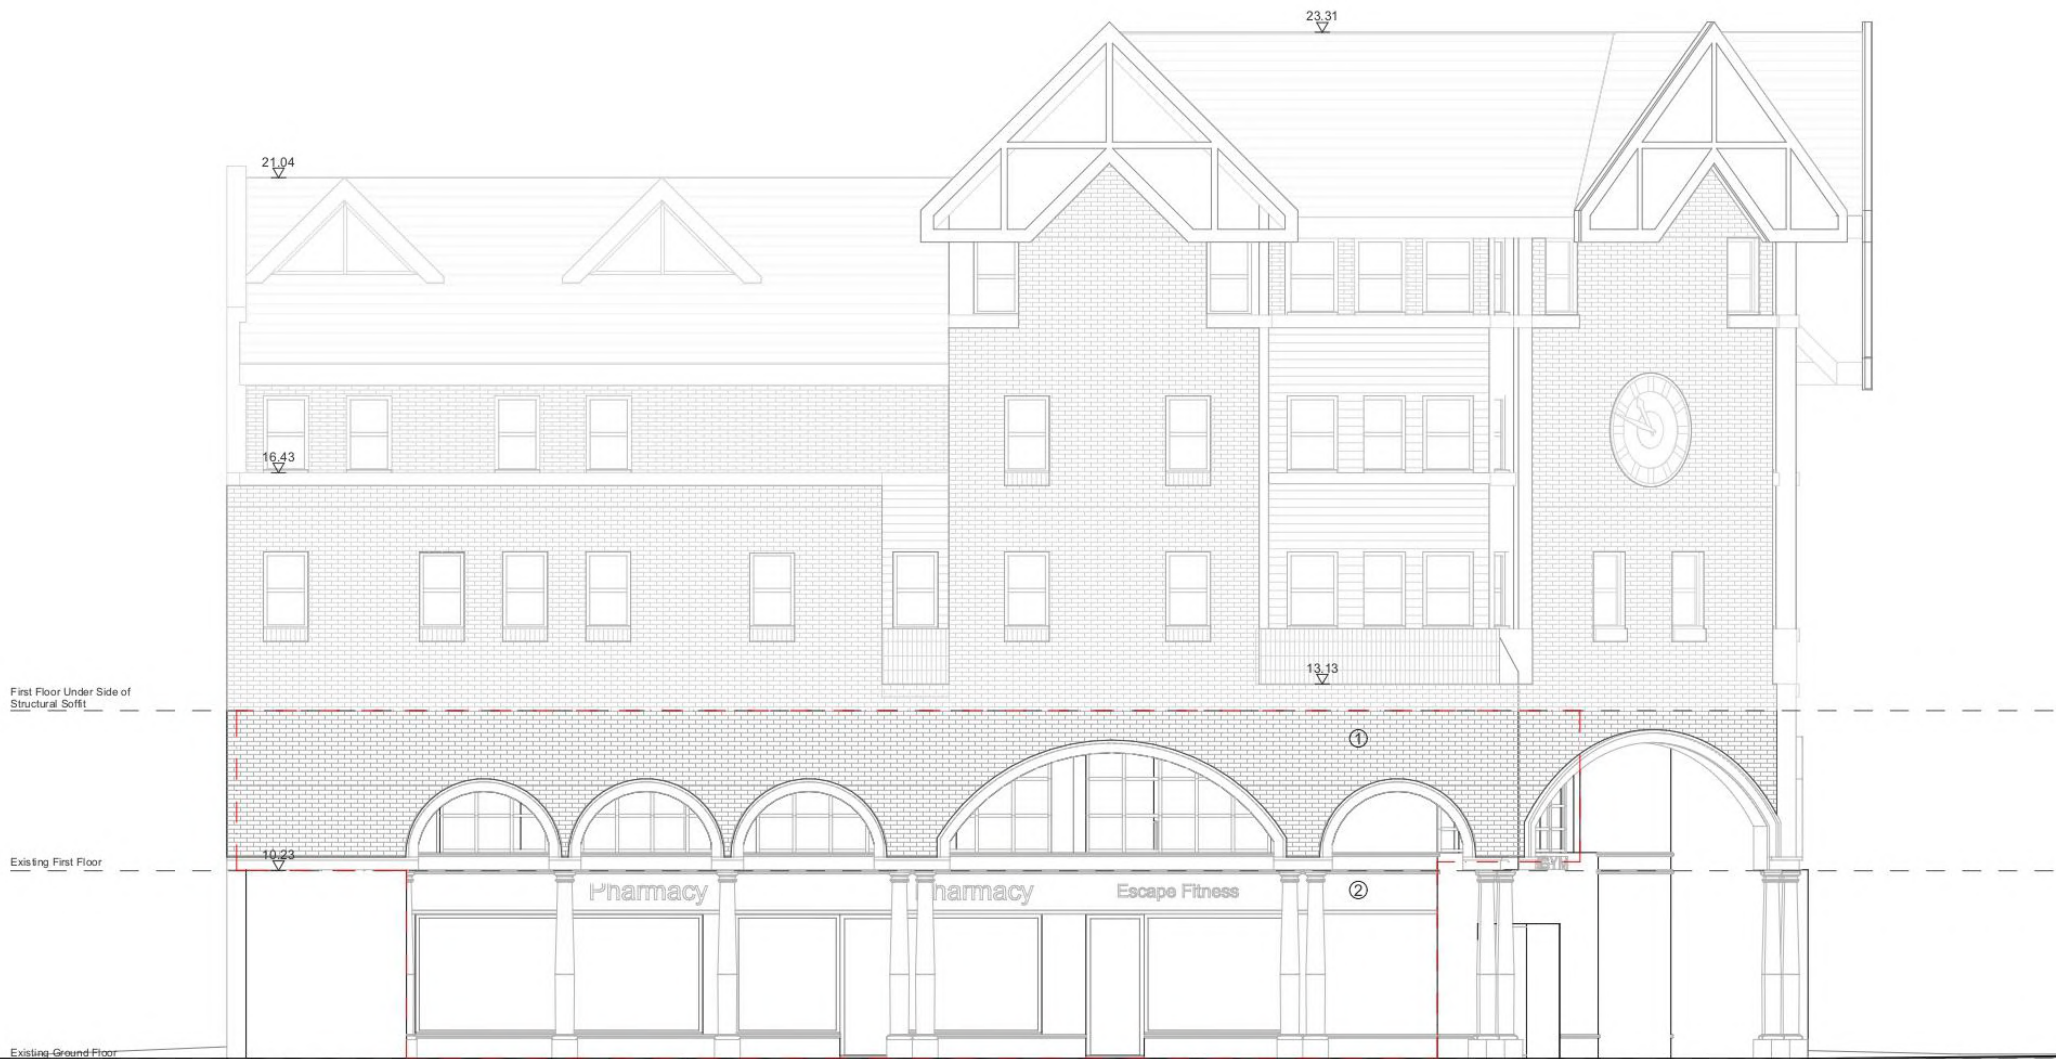 23.31
21.04
16.43
13.13
First Floor Under Side of
Structural Soffit
1
Existing First Floor
10.23
GYM
Pharmacy
Pharmacy
Escape Fitness
2
Existing Ground Floor